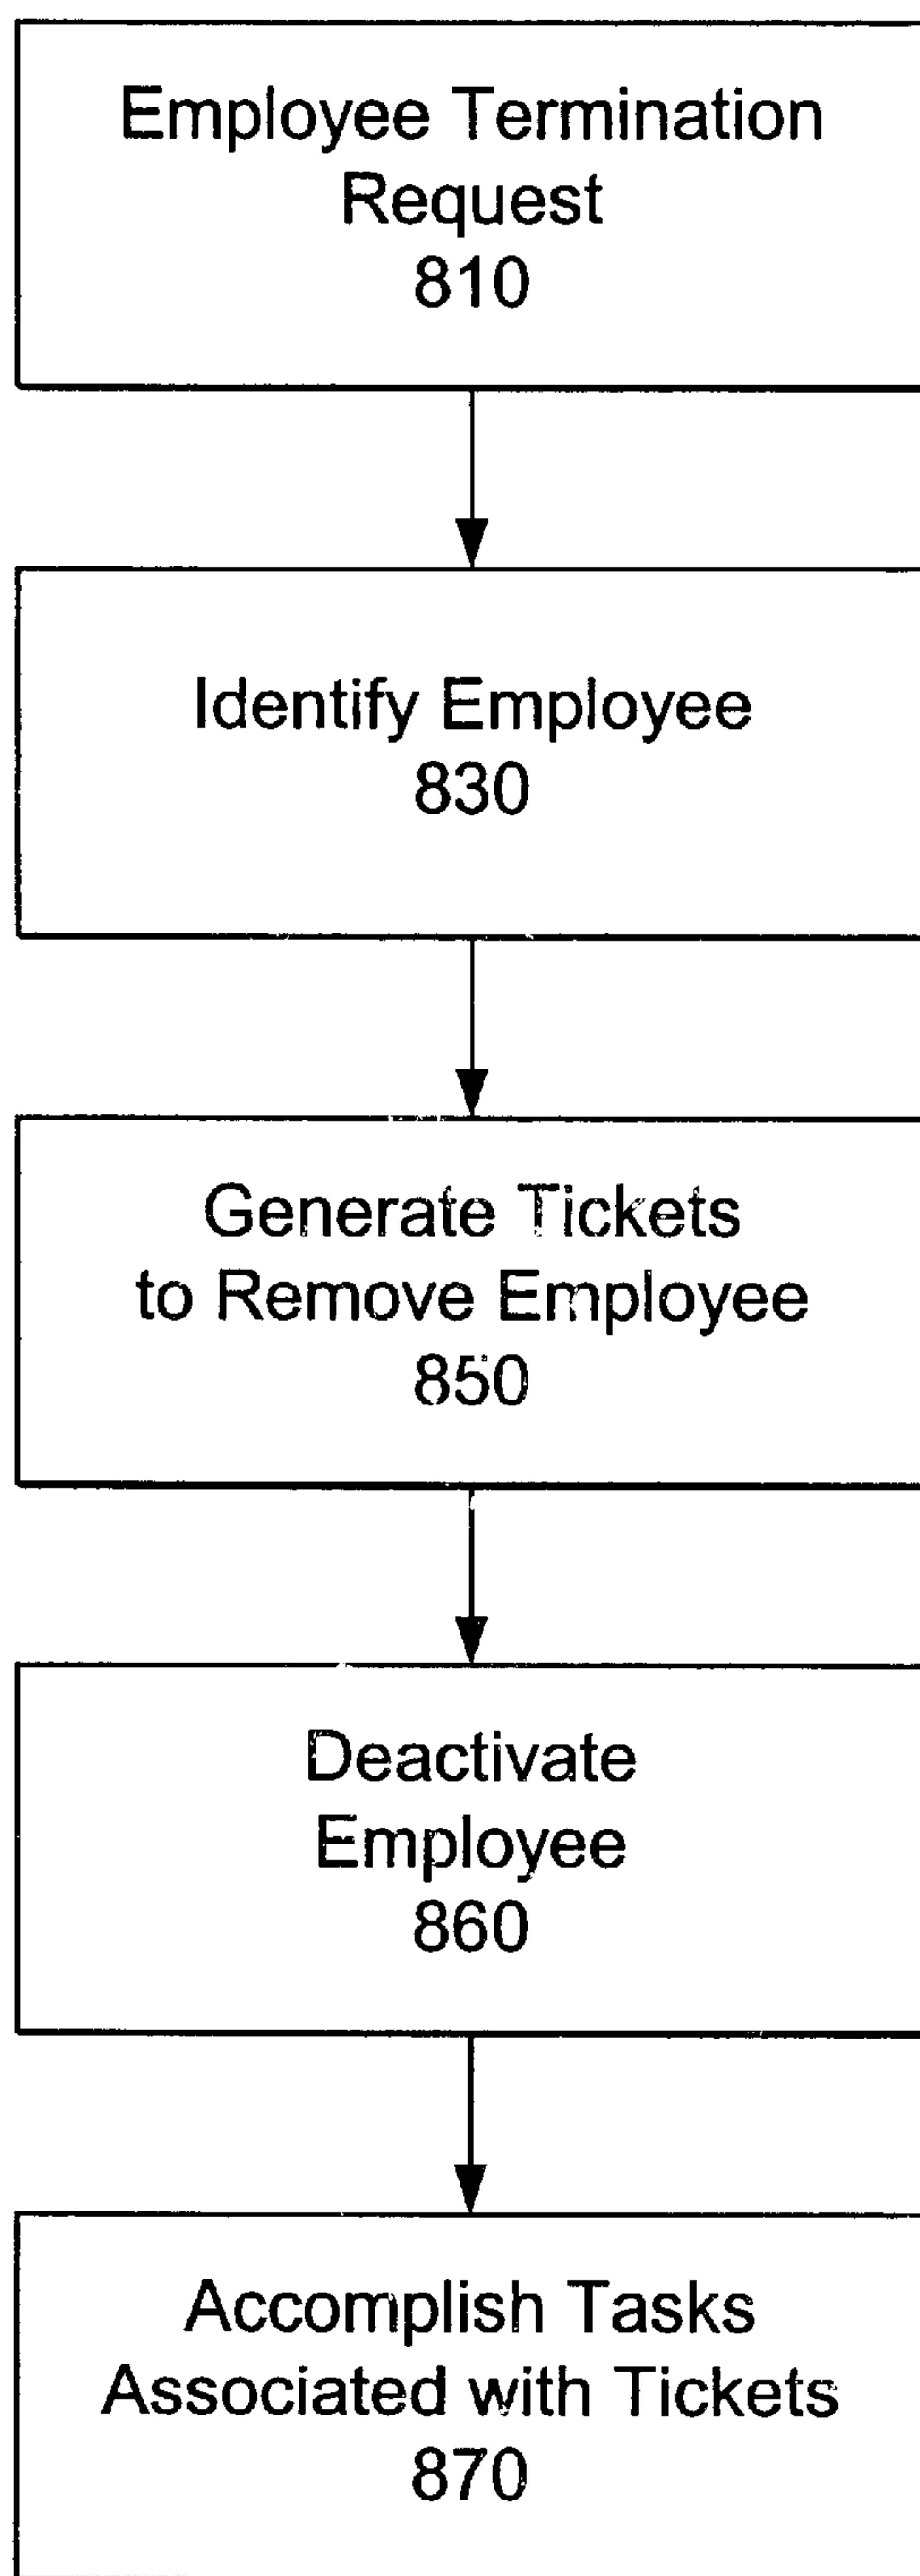 Employee Termination
Request
810
Identify Employee
830
Generate Tickets
to Remove Employee
850
Deactivate
Employee
860
Accomplish Tasks
Associated with Tickets
870